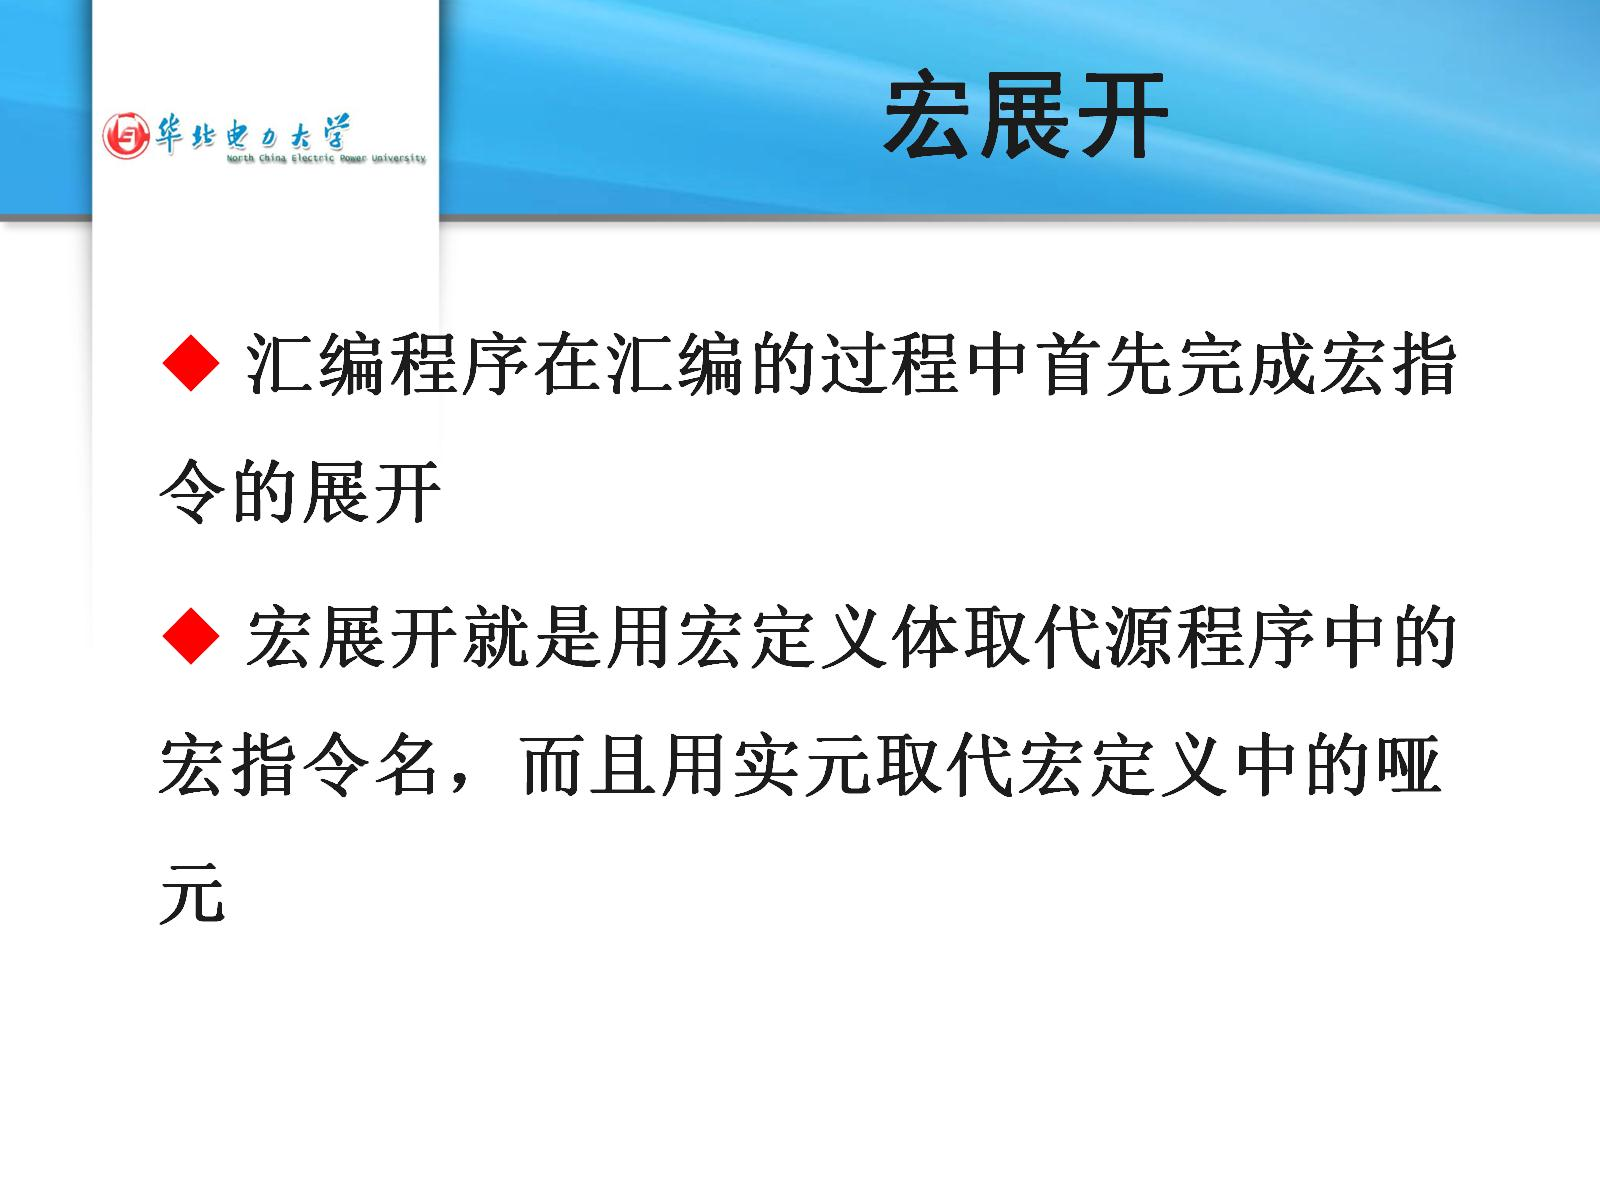 宏展开
华北电力大学
North China Electric Power University
◆ 汇编程序在汇编的过程中首先完成宏指
令的展开
◆ 宏展开就是用宏定义体取代源程序中的
宏指令名，而且用实元取代宏定义中的哑
元